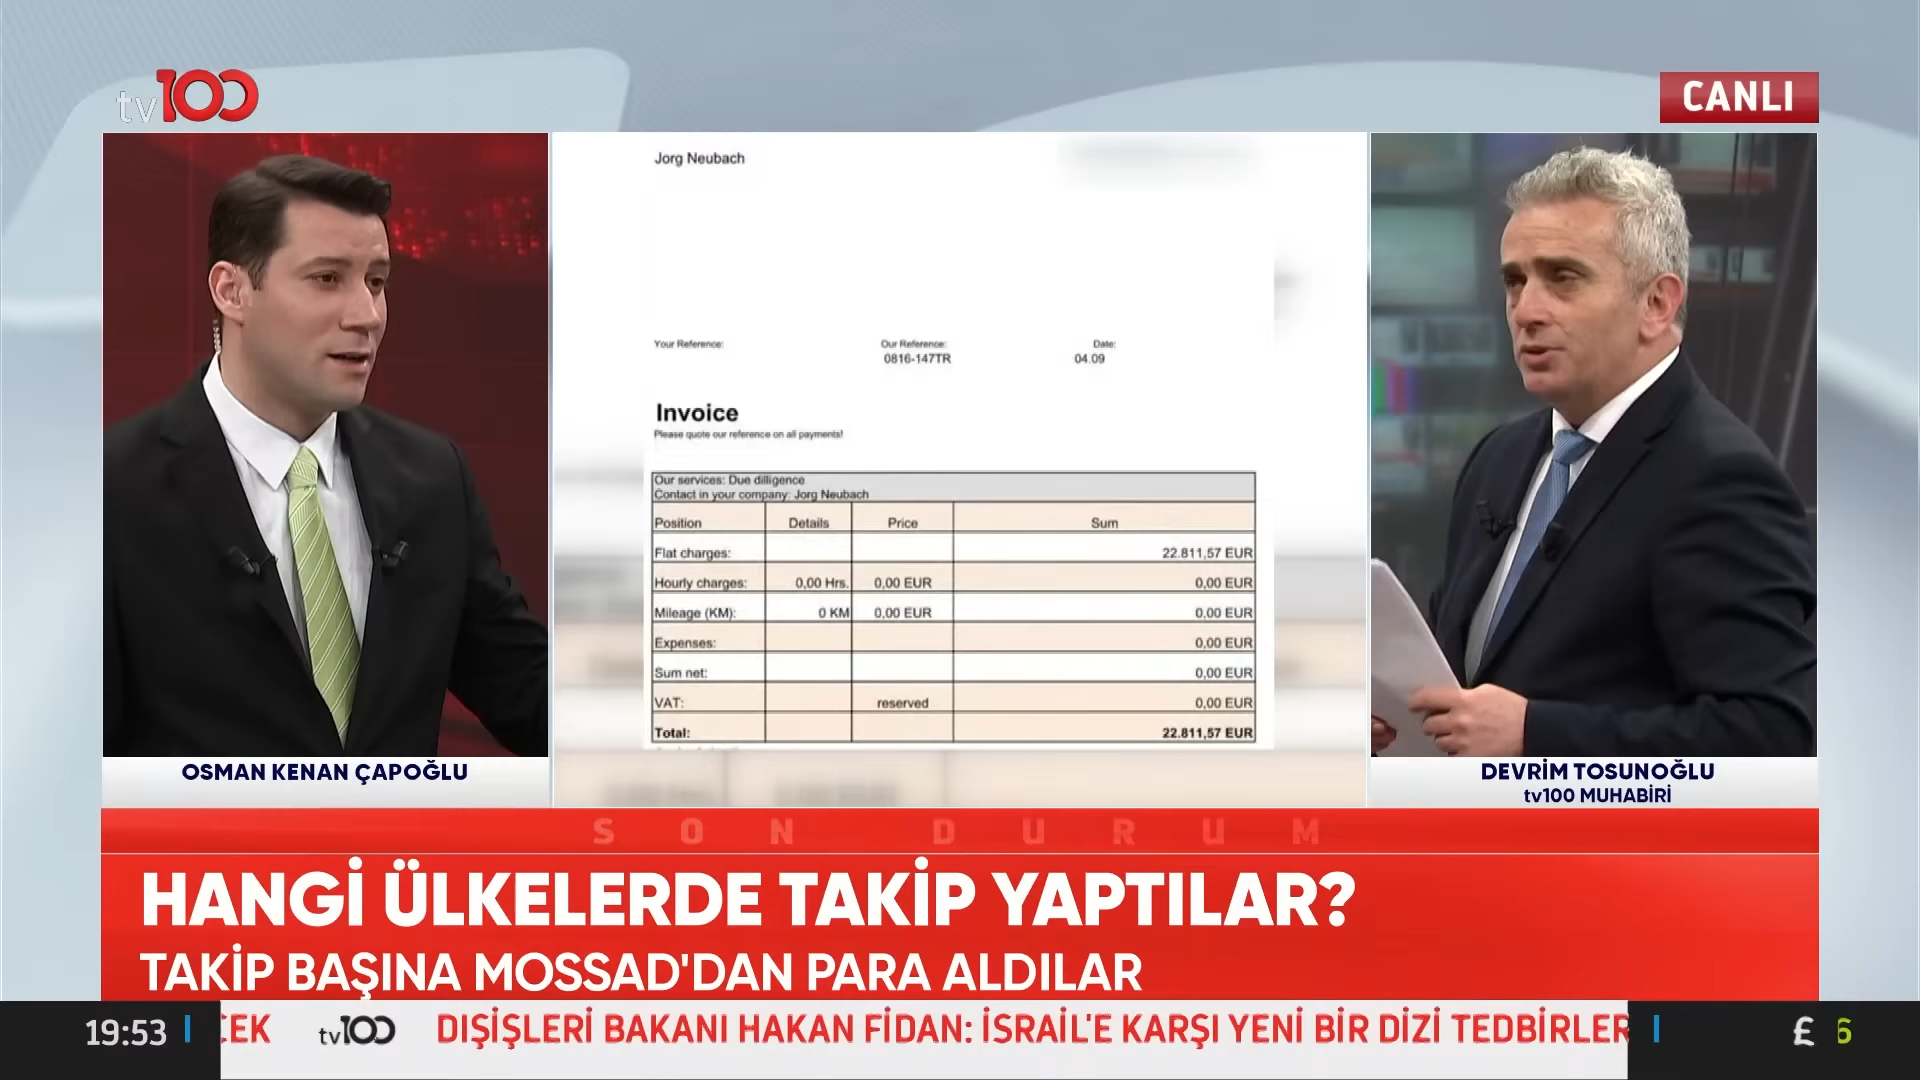 tv100
CANLI
Jorg Neubach
Your Reference: Our Reference: Date:
0816-147TR 04.09
Invoice
Please quote our reference on all payments!
Our services: Due dilligence
Contact in your company: Jorg Neubach
Position Details Price Sum
Flat charges: 22.811,57 EUR
Hourly charges: 0,00 Hrs. 0,00 EUR 0,00 EUR
Mileage (KM): 0 KM 0,00 EUR 0,00 EUR
Expenses: 0,00 EUR
Sum net: 0,00 EUR
VAT: reserved 0,00 EUR
Total: 22.811,57 EUR
OSMAN KENAN ÇAPOĞLU
DEVRİM TOSUNOĞLU
tv100 MUHABİRİ
SON DURUM
HANGİ ÜLKELERDE TAKİP YAPTILAR?
TAKİP BAŞINA MOSSAD'DAN PARA ALDILAR
19:53 EK tv100 DIŞİŞLERİ BAKANI HAKAN FİDAN: İSRAİL'E KARŞI YENİ BİR DİZİ TEDBİRLER £ 6